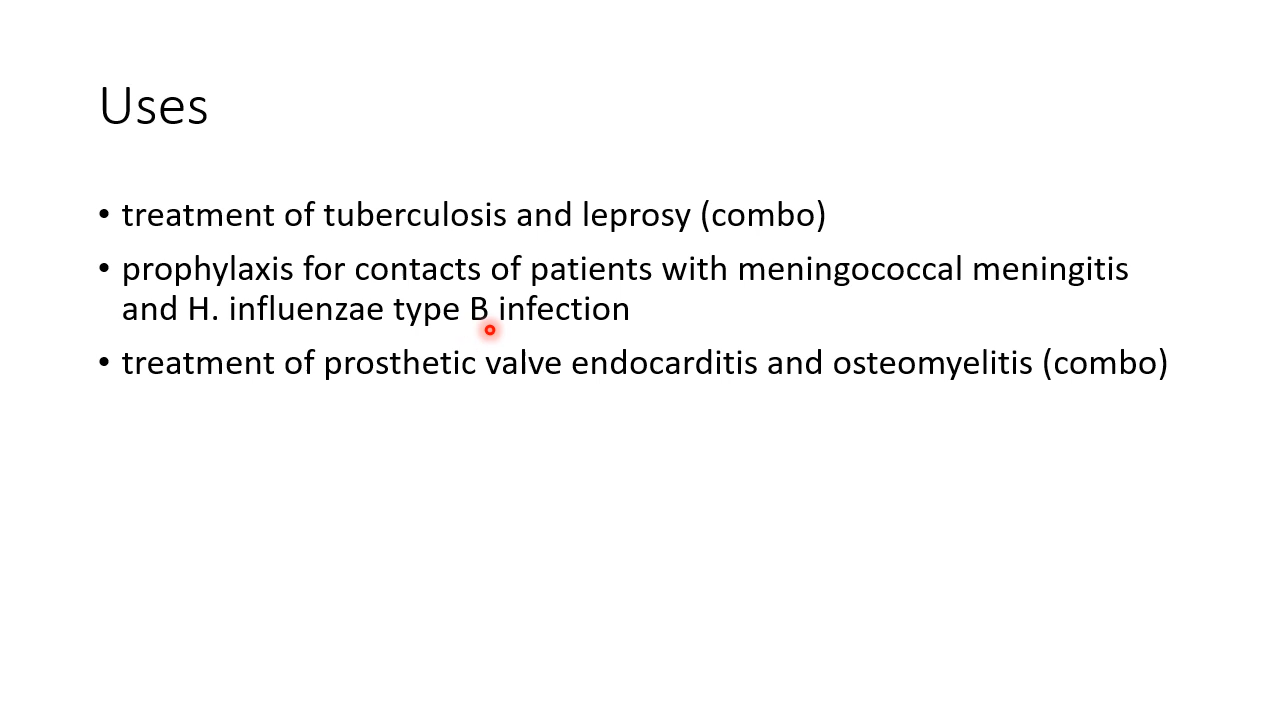 Uses
• treatment of tuberculosis and leprosy (combo)
• prophylaxis for contacts of patients with meningococcal meningitis
and H. influenzae type B infection
• treatment of prosthetic valve endocarditis and osteomyelitis (combo)